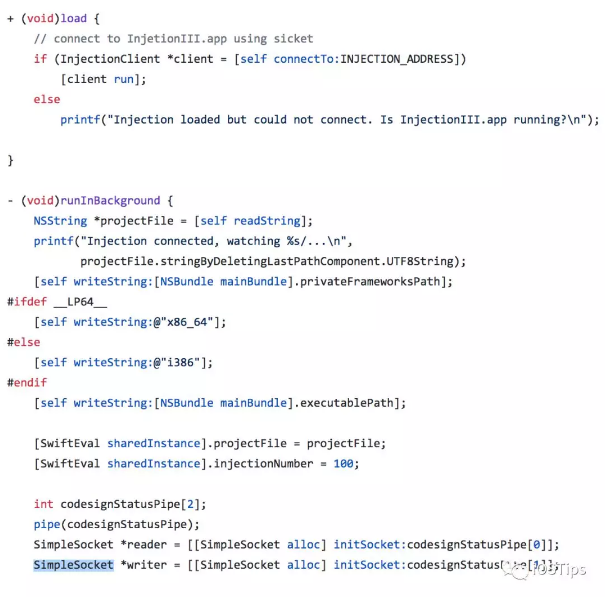 + (void)load {
// connect to InjetionIII.app using sicket
if (InjectionClient *client = [self connectTo:INJECTION_ADDRESS])
[client run];
else
printf("Injection loaded but could not connect. Is InjectionIII.app running?\n");
}
- (void)runInBackground {
NSString *projectFile = [self readString];
printf("Injection connected, watching %s/...\n",
projectFile.stringByDeletingLastPathComponent.UTF8String);
[self writeString:[NSBundle mainBundle].privateFrameworksPath];
#ifdef __LP64__
[self writeString:@"x86_64"];
#else
[self writeString:@"i386"];
#endif
[self writeString:[NSBundle mainBundle].executablePath];
[SwiftEval sharedInstance].projectFile = projectFile;
[SwiftEval sharedInstance].injectionNumber = 100;
int codesignStatusPipe[2];
pipe(codesignStatusPipe);
SimpleSocket *reader = [[SimpleSocket alloc] initSocket:codesignStatusPipe[0]];
SimpleSocket *writer = [[SimpleSocket alloc] initSocket:codesignStatusPipe[1]];
iOSTips